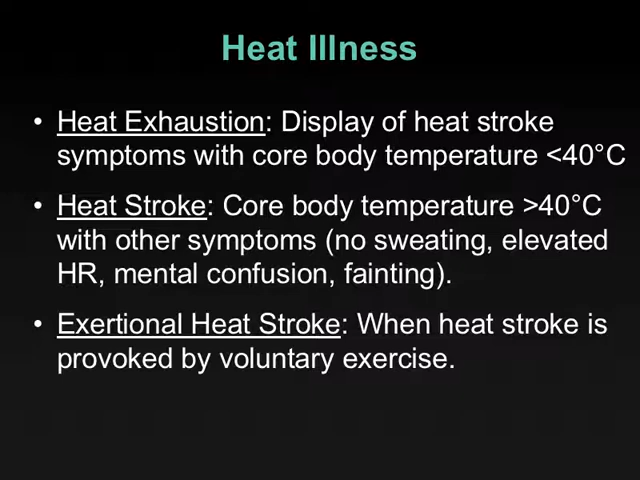 Heat Illness
• Heat Exhaustion: Display of heat stroke
symptoms with core body temperature <40°C
• Heat Stroke: Core body temperature >40°C
with other symptoms (no sweating, elevated
HR, mental confusion, fainting).
• Exertional Heat Stroke: When heat stroke is
provoked by voluntary exercise.